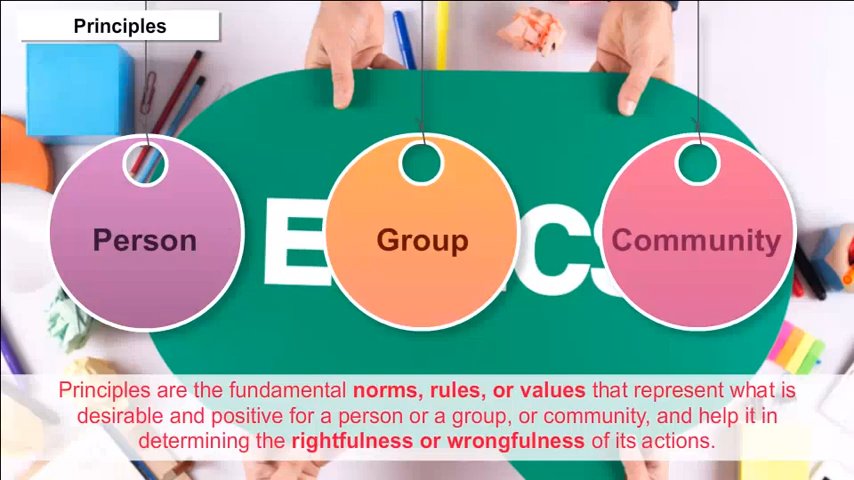 Principles
Person
Group
Community
Principles are the fundamental norms, rules, or values that represent what is
desirable and positive for a person or a group, or community, and help it in
determining the rightfulness or wrongfulness of its actions.